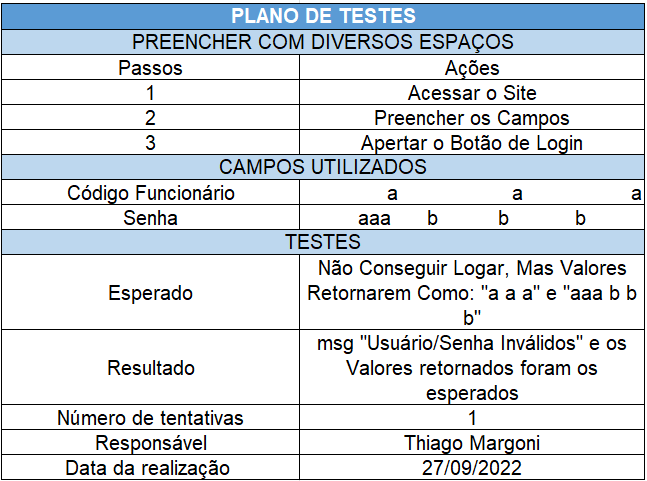 PLANO DE TESTES
PREENCHER COM DIVERSOS ESPAÇOS
Passos Ações
1 Acessar o Site
2 Preencher os Campos
3 Apertar o Botão de Login
CAMPOS UTILIZADOS
Código Funcionário a a a
Senha aaa b b b
TESTES
Esperado
Não Conseguir Logar, Mas Valores
Retornarem Como: "a a a" e "aaa b b
b"
Resultado
msg "Usuário/Senha Inválidos" e os
Valores retornados foram os
esperados
Número de tentativas 1
Responsável Thiago Margoni
Data da realização 27/09/2022